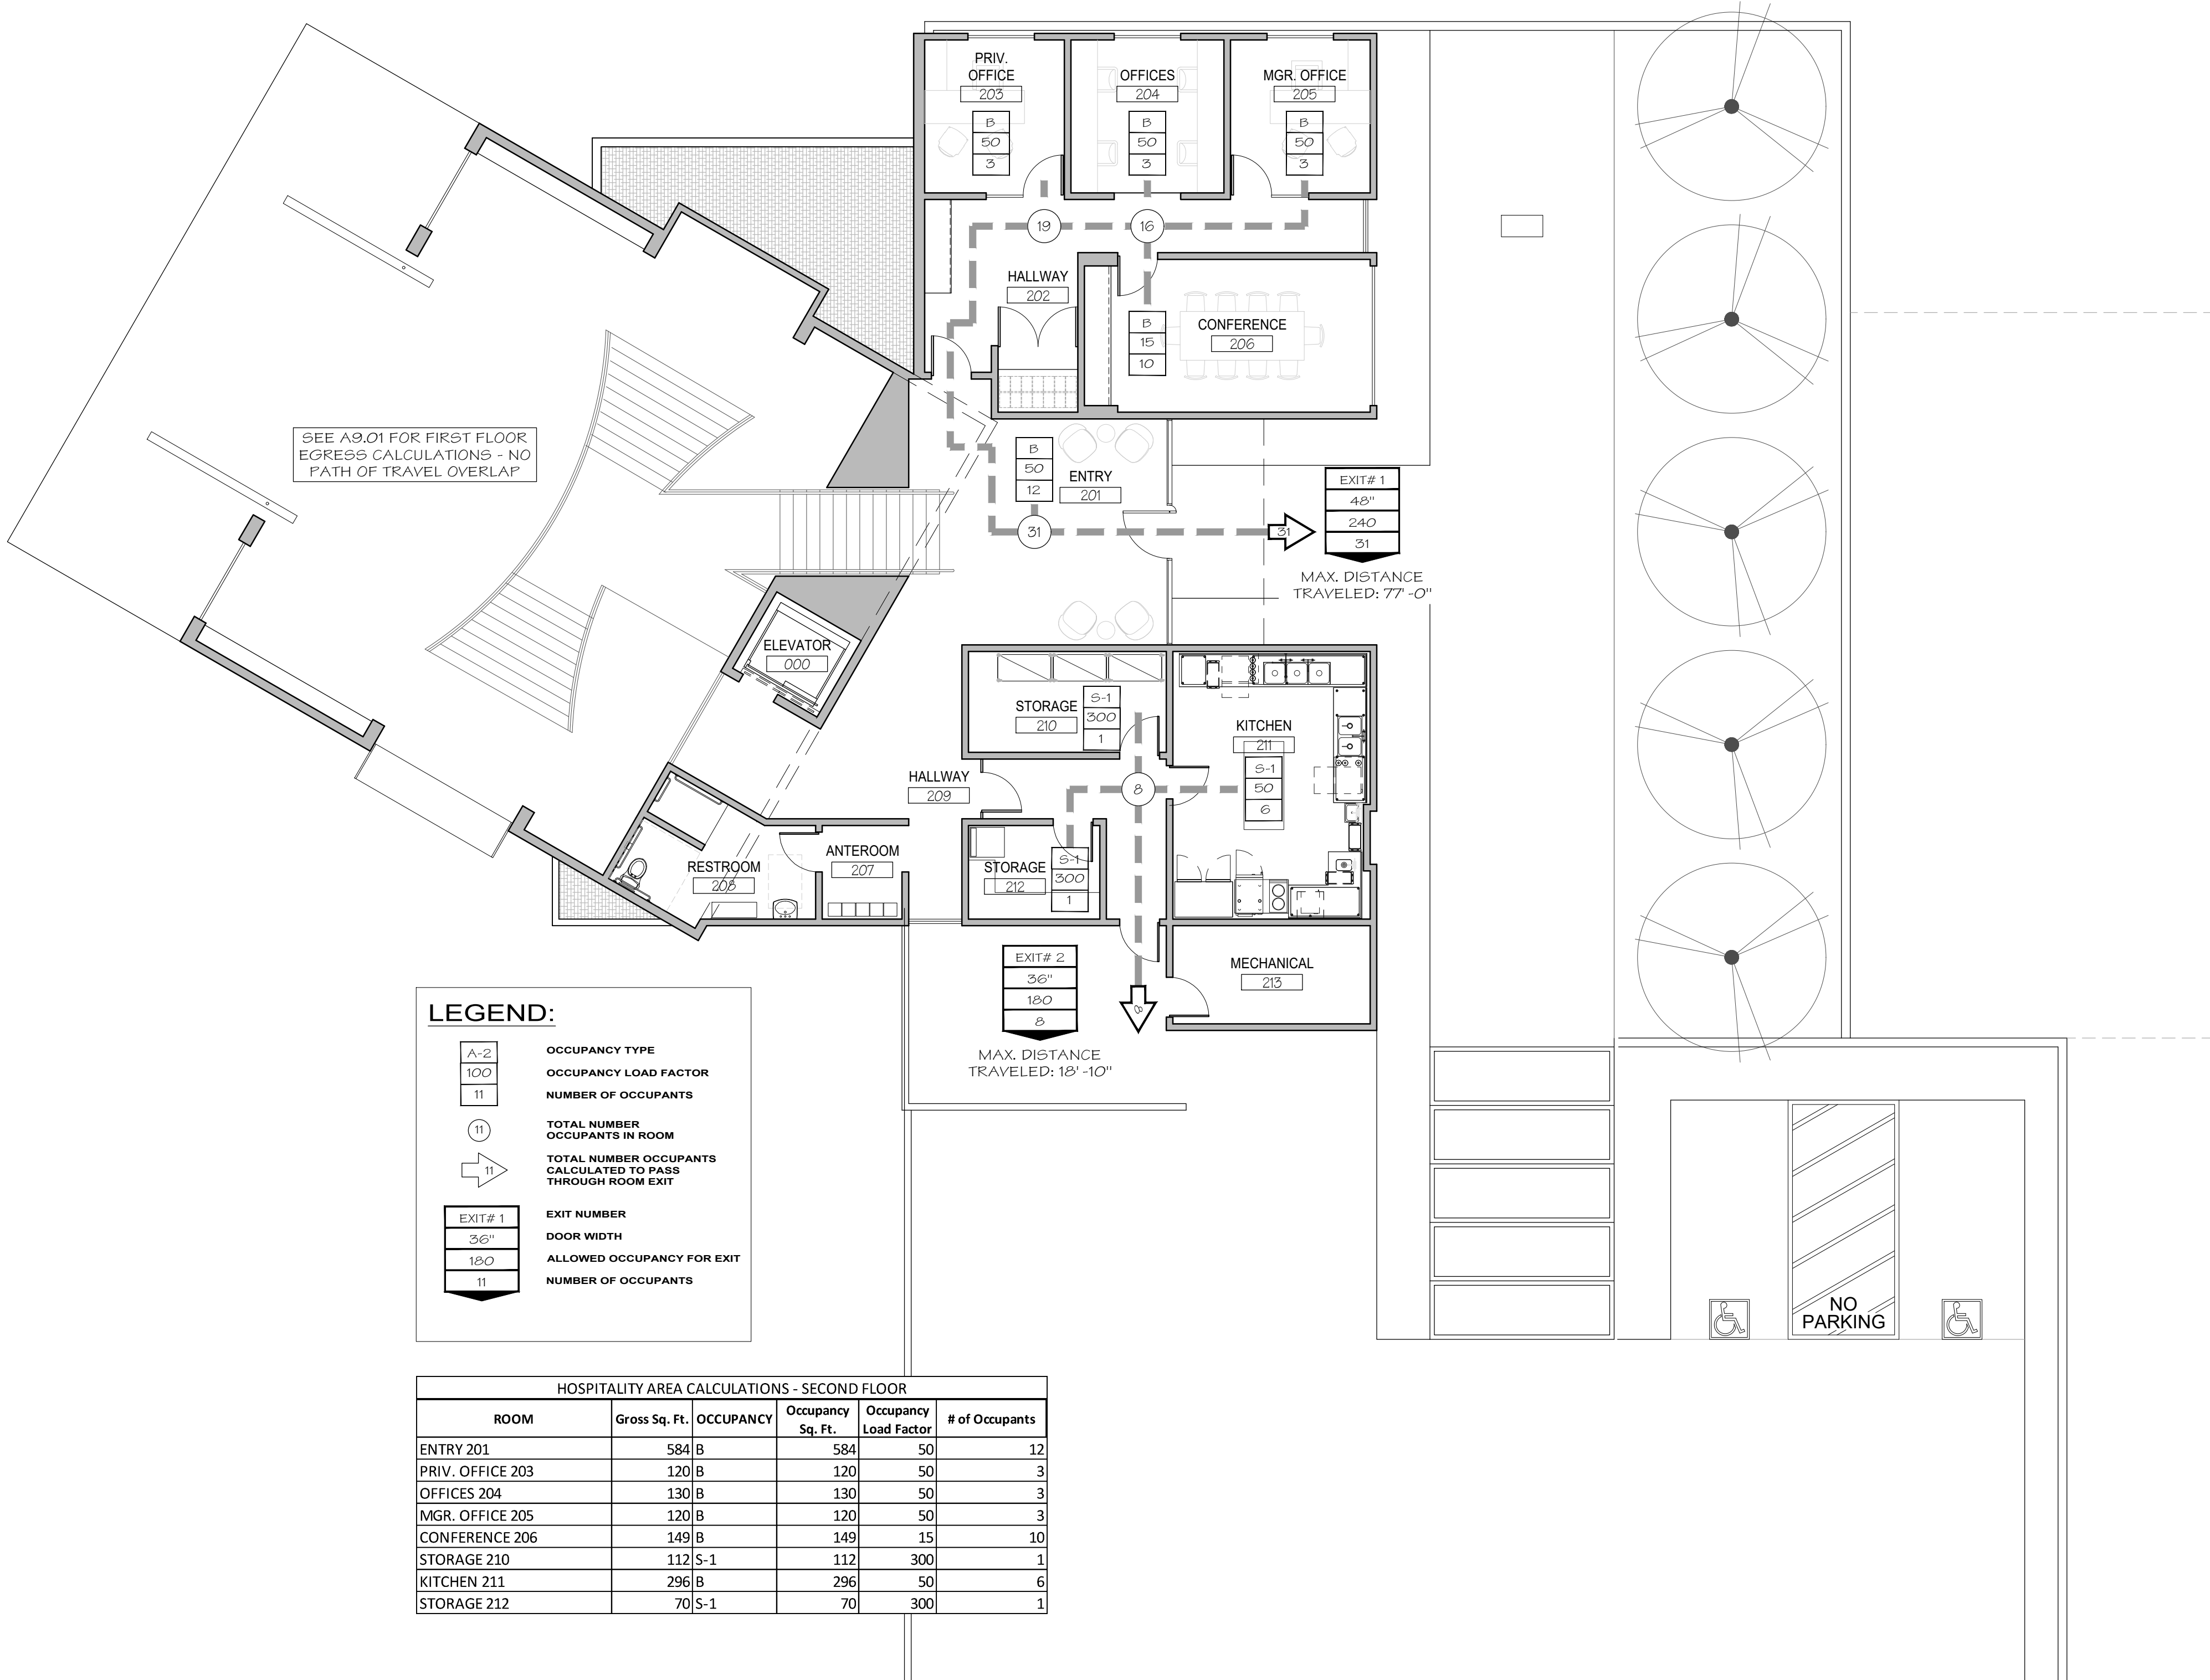 PRIV.
OFFICE
203
B
50
3
OFFICES
204
B
50
3
MGR. OFFICE
205
B
50
3
19
16
HALLWAY
202
B
15
10
CONFERENCE
206
SEE A9.01 FOR FIRST FLOOR
EGRESS CALCULATIONS - NO
PATH OF TRAVEL OVERLAP
B
50
12
ENTRY
201
31
31
EXIT# 1
48"
240
31
MAX. DISTANCE
TRAVELED: 77'-0"
ELEVATOR
000
STORAGE
210
S-1
300
1
KITCHEN
211
S-1
50
6
HALLWAY
209
8
RESTROOM
208
ANTEROOM
207
STORAGE
212
S-1
300
1
EXIT# 2
36"
180
8
MAX. DISTANCE
TRAVELED: 18'-10"
8
MECHANICAL
213
LEGEND:
A-2 OCCUPANCY TYPE
100 OCCUPANCY LOAD FACTOR
11 NUMBER OF OCCUPANTS
11 TOTAL NUMBER
OCCUPANTS IN ROOM
TOTAL NUMBER OCCUPANTS
11 CALCULATED TO PASS
THROUGH ROOM EXIT
EXIT# 1 EXIT NUMBER
36" DOOR WIDTH
180 ALLOWED OCCUPANCY FOR EXIT
11 NUMBER OF OCCUPANTS
NO
PARKING
HOSPITALITY AREA CALCULATIONS - SECOND FLOOR
ROOM Gross Sq. Ft. OCCUPANCY Occupancy Sq. Ft. Occupancy Load Factor # of Occupants
ENTRY 201 584 B 584 50 12
PRIV. OFFICE 203 120 B 120 50 3
OFFICES 204 130 B 130 50 3
MGR. OFFICE 205 120 B 120 50 3
CONFERENCE 206 149 B 149 15 10
STORAGE 210 112 S-1 112 300 1
KITCHEN 211 296 B 296 50 6
STORAGE 212 70 S-1 70 300 1